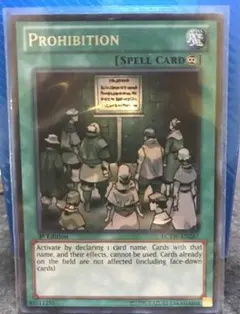 PROHIBITION
[SPELL CARD]
1st Edition
Activate by declaring 1 card name. Cards with that
name, and their effects, cannot be used. Cards already
on the field are not affected (including face-down
cards).